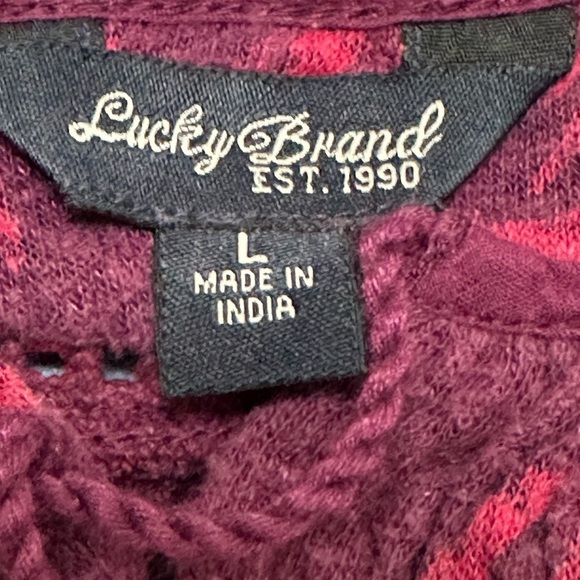 Lucky Brand
EST. 1990
L
MADE IN
INDIA